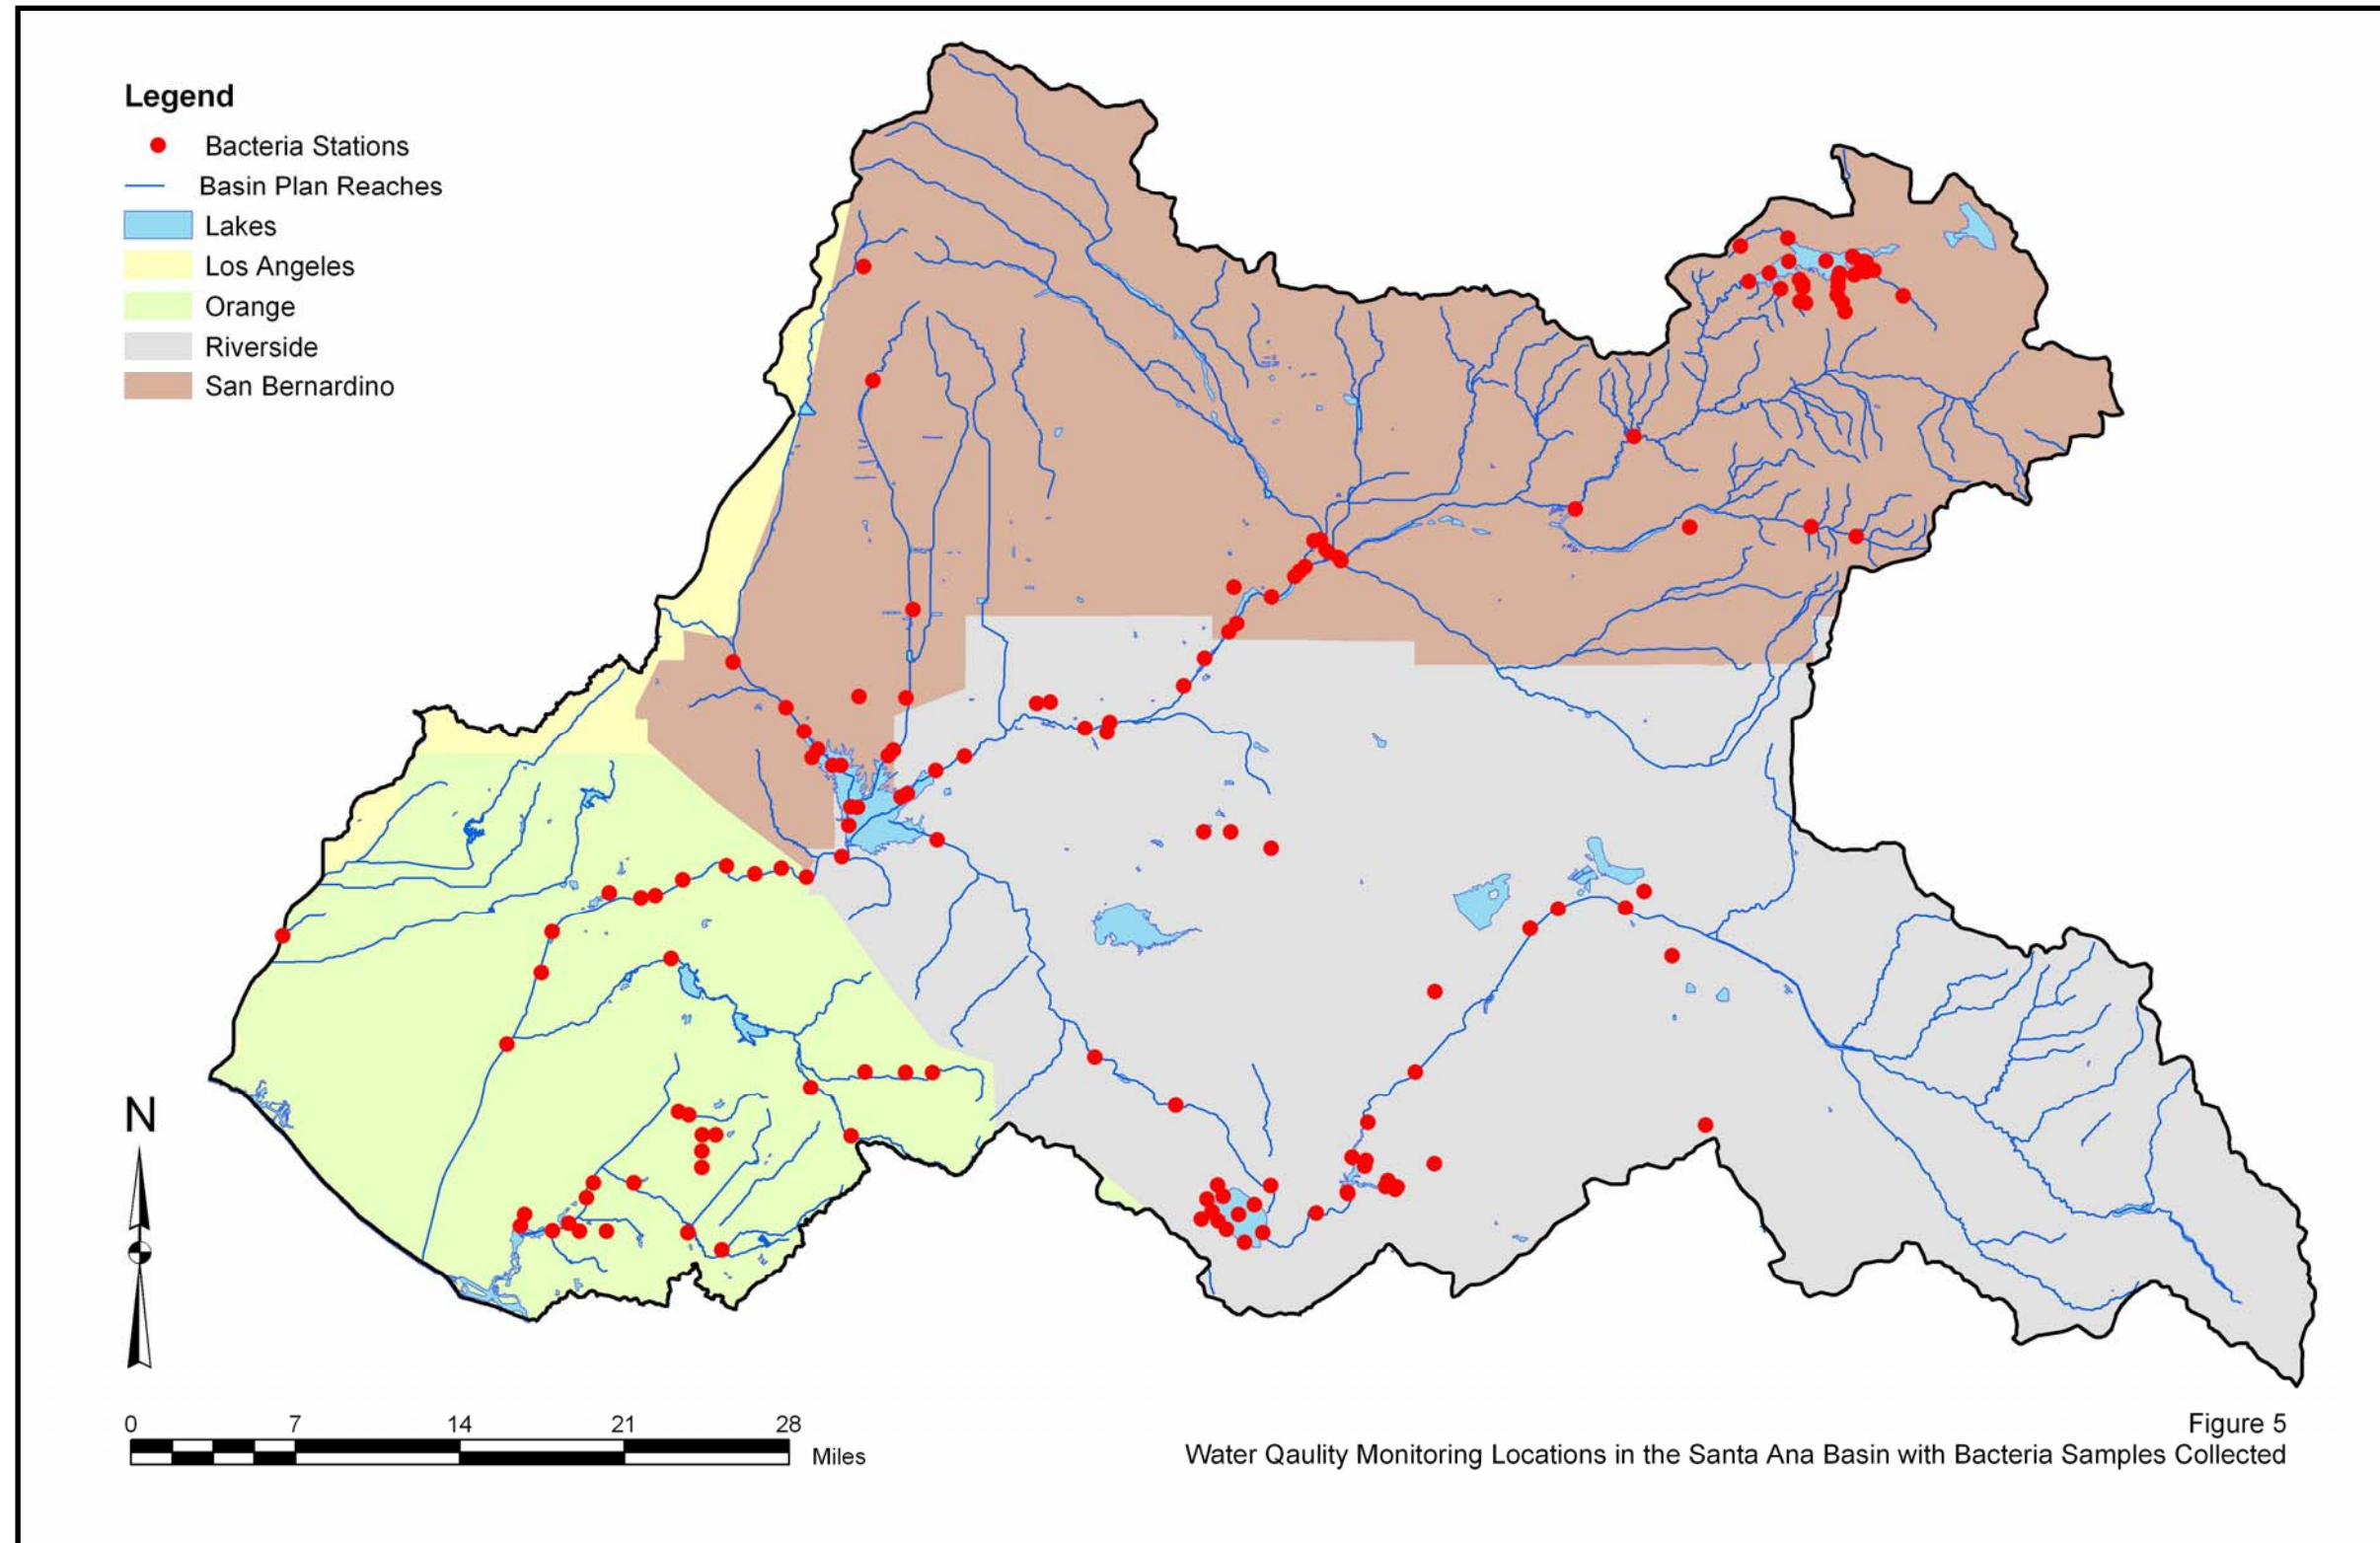 Legend
Bacteria Stations
Basin Plan Reaches
Lakes
Los Angeles
Orange
Riverside
San Bernardino
N
0 7 14 21 28
Miles
Figure 5
Water Qaulity Monitoring Locations in the Santa Ana Basin with Bacteria Samples Collected